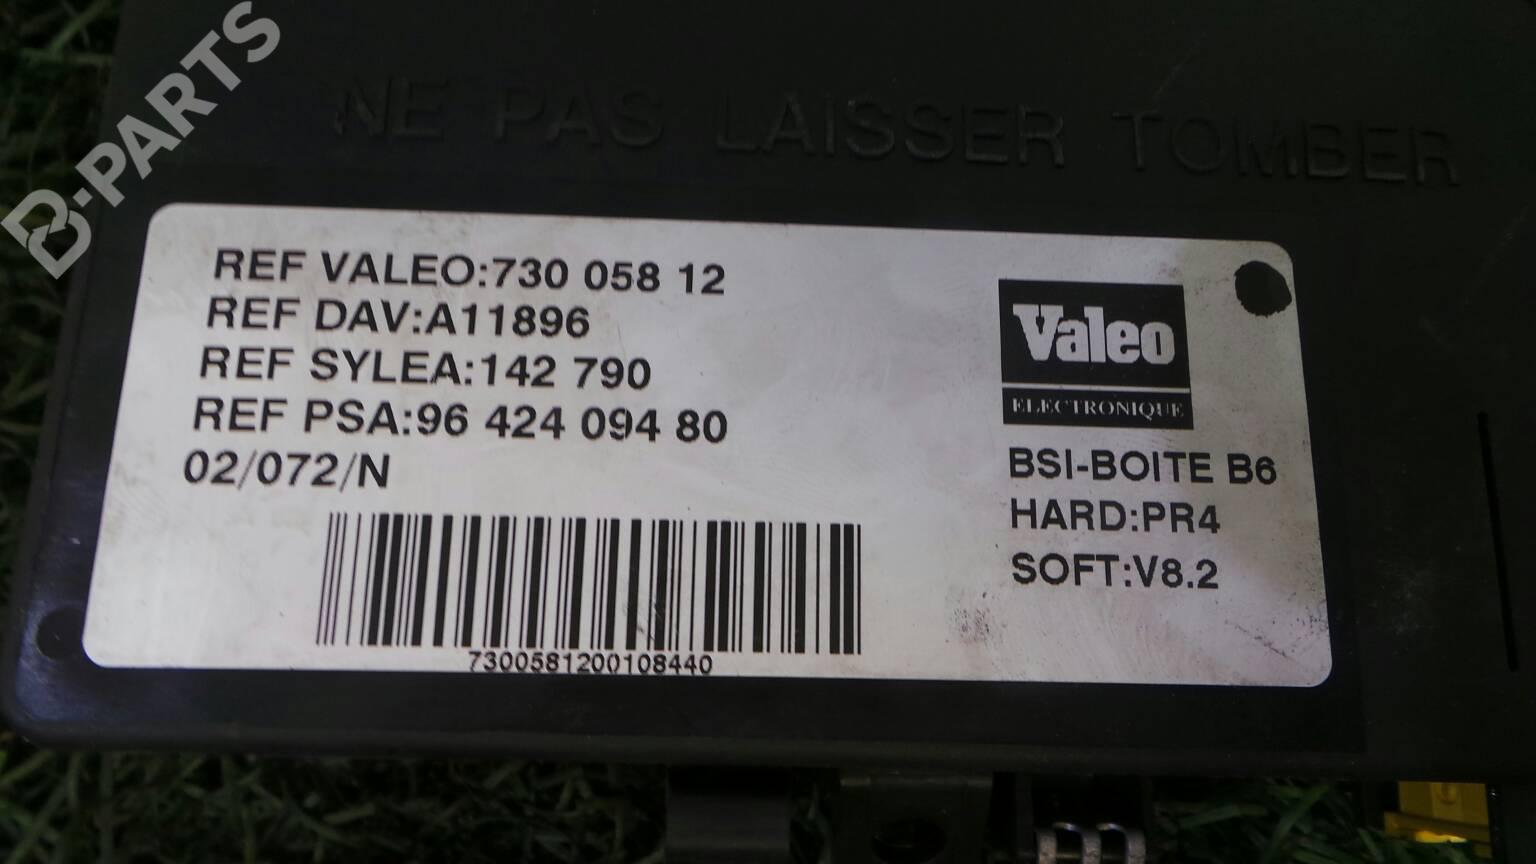 B-PARTS
NE PAS LAISSER TOMBER
REF VALEO:730 058 12
REF DAV:A11896
REF SYLEA:142 790
REF PSA:96 424 094 80
02/072/N
7300581200108440
Valeo
ELECTRONIQUE
BSI-BOITE B6
HARD:PR4
SOFT:V8.2